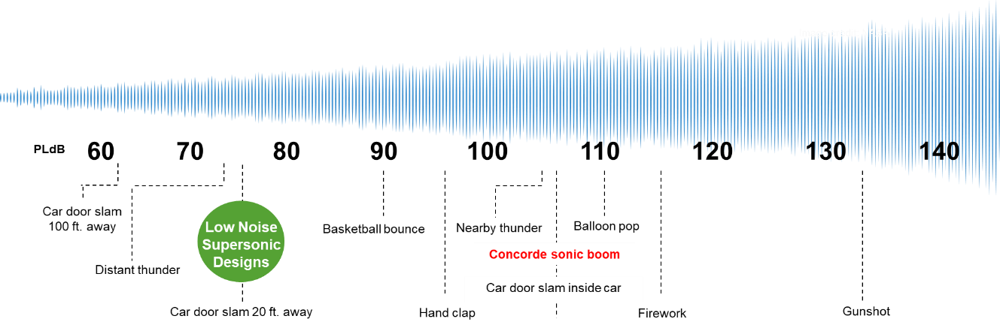 PLdB 60 70 80 90 100 110 120 130 140
Car door slam
100 ft. away
Distant thunder
Low Noise
Supersonic
Designs
Car door slam 20 ft. away
Basketball bounce
Hand clap
Nearby thunder
Concorde sonic boom
Car door slam inside car
Balloon pop
Firework
Gunshot